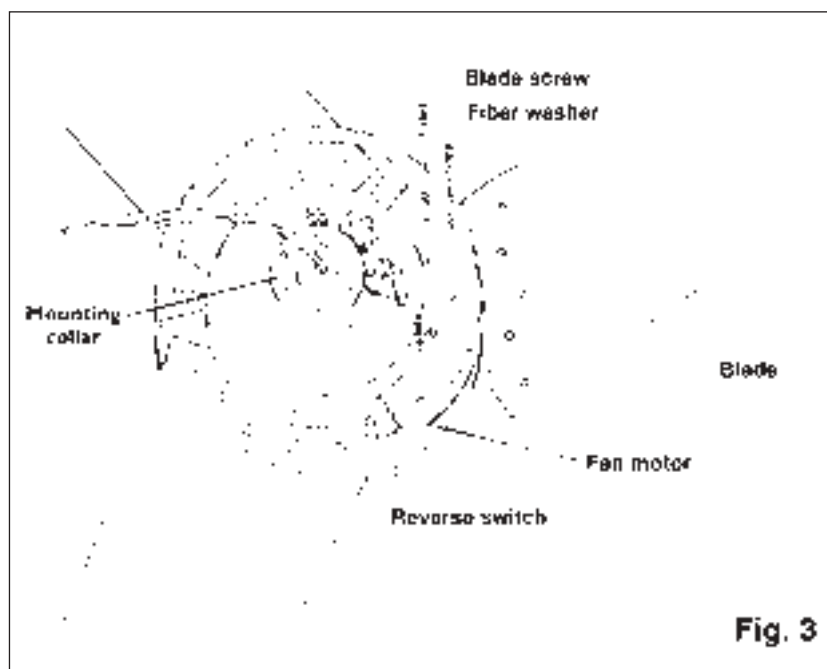 Blade screw
Fiber washer
Mounting
collar
Blade
Fan motor
Reverse switch
Fig. 3